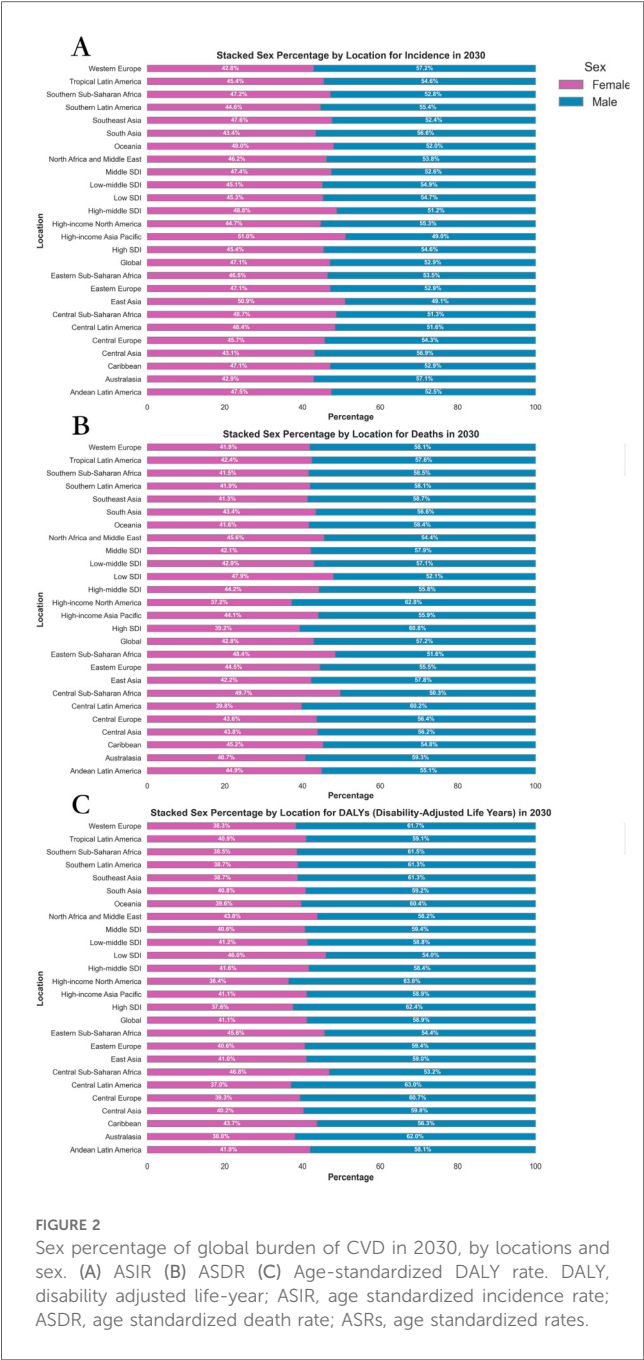 A
Stacked Sex Percentage by Location for Incidence in 2030
Sex
Female
Male
Location
Western Europe 42.8% 57.2%
Tropical Latin America 45.4% 54.6%
Southern Sub-Saharan Africa 47.2% 52.8%
Southern Latin America 44.6% 55.4%
Southeast Asia 47.6% 52.4%
South Asia 43.4% 56.6%
Oceania 48.0% 52.0%
North Africa and Middle East 46.2% 53.8%
Middle SDI 47.4% 52.6%
Low-middle SDI 45.1% 54.9%
Low SDI 45.3% 54.7%
High-middle SDI 48.8% 51.2%
High-income North America 44.7% 55.3%
High-income Asia Pacific 51.0% 49.0%
High SDI 45.4% 54.6%
Global 47.1% 52.9%
Eastern Sub-Saharan Africa 46.5% 53.5%
Eastern Europe 47.1% 52.9%
East Asia 50.9% 49.1%
Central Sub-Saharan Africa 48.7% 51.3%
Central Latin America 48.4% 51.6%
Central Europe 45.7% 54.3%
Central Asia 43.1% 56.9%
Caribbean 47.1% 52.9%
Australasia 42.9% 57.1%
Andean Latin America 47.5% 52.5%
0 20 40 60 80 100
Percentage
B
Stacked Sex Percentage by Location for Deaths in 2030
Location
Western Europe 41.9% 58.1%
Tropical Latin America 42.4% 57.6%
Southern Sub-Saharan Africa 41.5% 58.5%
Southern Latin America 41.9% 58.1%
Southeast Asia 41.3% 58.7%
South Asia 43.4% 56.6%
Oceania 41.6% 58.4%
North Africa and Middle East 45.6% 54.4%
Middle SDI 42.1% 57.9%
Low-middle SDI 42.9% 57.1%
Low SDI 47.9% 52.1%
High-middle SDI 44.2% 55.8%
High-income North America 37.2% 62.8%
High-income Asia Pacific 44.1% 55.9%
High SDI 39.2% 60.8%
Global 42.8% 57.2%
Eastern Sub-Saharan Africa 48.4% 51.6%
Eastern Europe 44.5% 55.5%
East Asia 42.2% 57.8%
Central Sub-Saharan Africa 49.7% 50.3%
Central Latin America 39.8% 60.2%
Central Europe 43.6% 56.4%
Central Asia 43.8% 56.2%
Caribbean 45.2% 54.8%
Australasia 40.7% 59.3%
Andean Latin America 44.9% 55.1%
0 20 40 60 80 100
Percentage
C
Stacked Sex Percentage by Location for DALYs (Disability-Adjusted Life Years) in 2030
Location
Western Europe 38.3% 61.7%
Tropical Latin America 40.9% 59.1%
Southern Sub-Saharan Africa 38.5% 61.5%
Southern Latin America 38.7% 61.3%
Southeast Asia 38.7% 61.3%
South Asia 40.8% 59.2%
Oceania 39.6% 60.4%
North Africa and Middle East 43.8% 56.2%
Middle SDI 40.6% 59.4%
Low-middle SDI 41.2% 58.8%
Low SDI 46.0% 54.0%
High-middle SDI 41.6% 58.4%
High-income North America 36.4% 63.6%
High-income Asia Pacific 41.1% 58.9%
High SDI 37.6% 62.4%
Global 41.1% 58.9%
Eastern Sub-Saharan Africa 45.6% 54.4%
Eastern Europe 40.6% 59.4%
East Asia 41.0% 59.0%
Central Sub-Saharan Africa 46.8% 53.2%
Central Latin America 37.0% 63.0%
Central Europe 39.3% 60.7%
Central Asia 40.2% 59.8%
Caribbean 43.7% 56.3%
Australasia 38.0% 62.0%
Andean Latin America 41.9% 58.1%
0 20 40 60 80 100
Percentage
FIGURE 2
Sex percentage of global burden of CVD in 2030, by locations and
sex. (A) ASIR (B) ASDR (C) Age-standardized DALY rate. DALY,
disability adjusted life-year; ASIR, age standardized incidence rate;
ASDR, age standardized death rate; ASRs, age standardized rates.